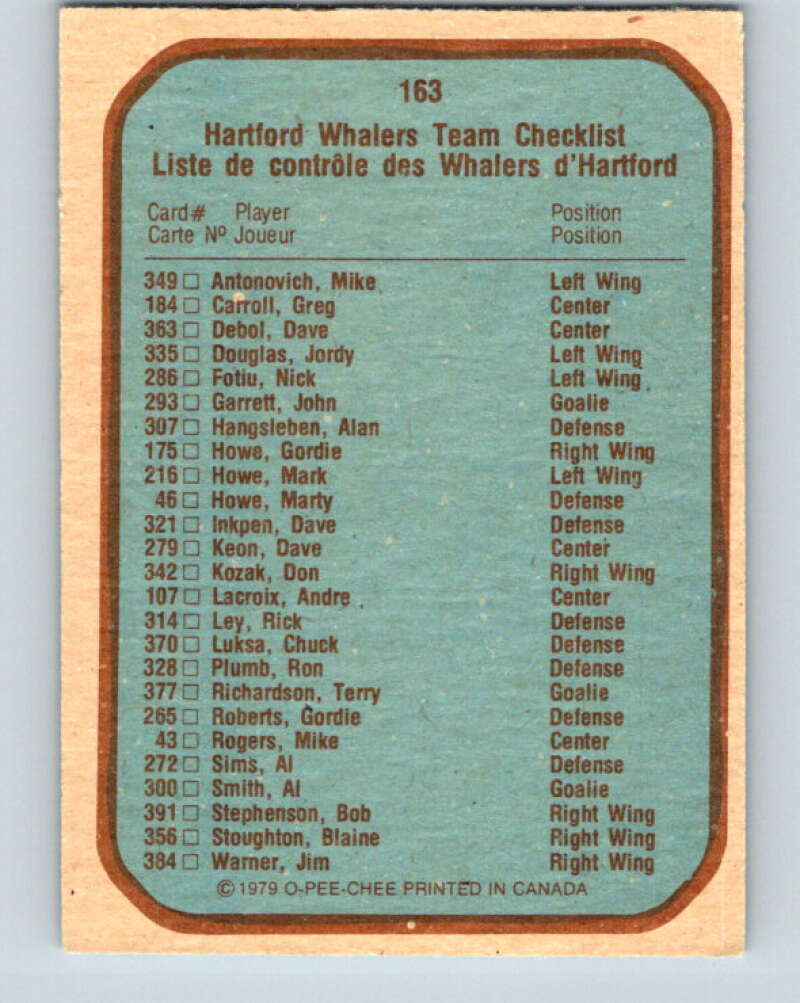 163
Hartford Whalers Team Checklist
Liste de contrôle des Whalers d'Hartford
Card# Player Position
Carte Nº Joueur Position
349 □ Antonovich, Mike Left Wing
184 □ Carroll, Greg Center
363 □ Debol, Dave Center
335 □ Douglas, Jordy Left Wing
286 □ Fotiu, Nick Left Wing
293 □ Garrett, John Goalie
307 □ Hangsleben, Alan Defense
175 □ Howe, Gordie Right Wing
216 □ Howe, Mark Left Wing
46 □ Howe, Marty Defense
321 □ Inkpen, Dave Defense
279 □ Keon, Dave Center
342 □ Kozak, Don Right Wing
107 □ Lacroix, Andre Center
314 □ Ley, Rick Defense
370 □ Luksa, Chuck Defense
328 □ Plumb, Ron Defense
377 □ Richardson, Terry Goalie
265 □ Roberts, Gordie Defense
43 □ Rogers, Mike Center
272 □ Sims, Al Defense
300 □ Smith, Al Goalie
391 □ Stephenson, Bob Right Wing
356 □ Stoughton, Blaine Right Wing
384 □ Warner, Jim Right Wing
© 1979 O-PEE-CHEE PRINTED IN CANADA